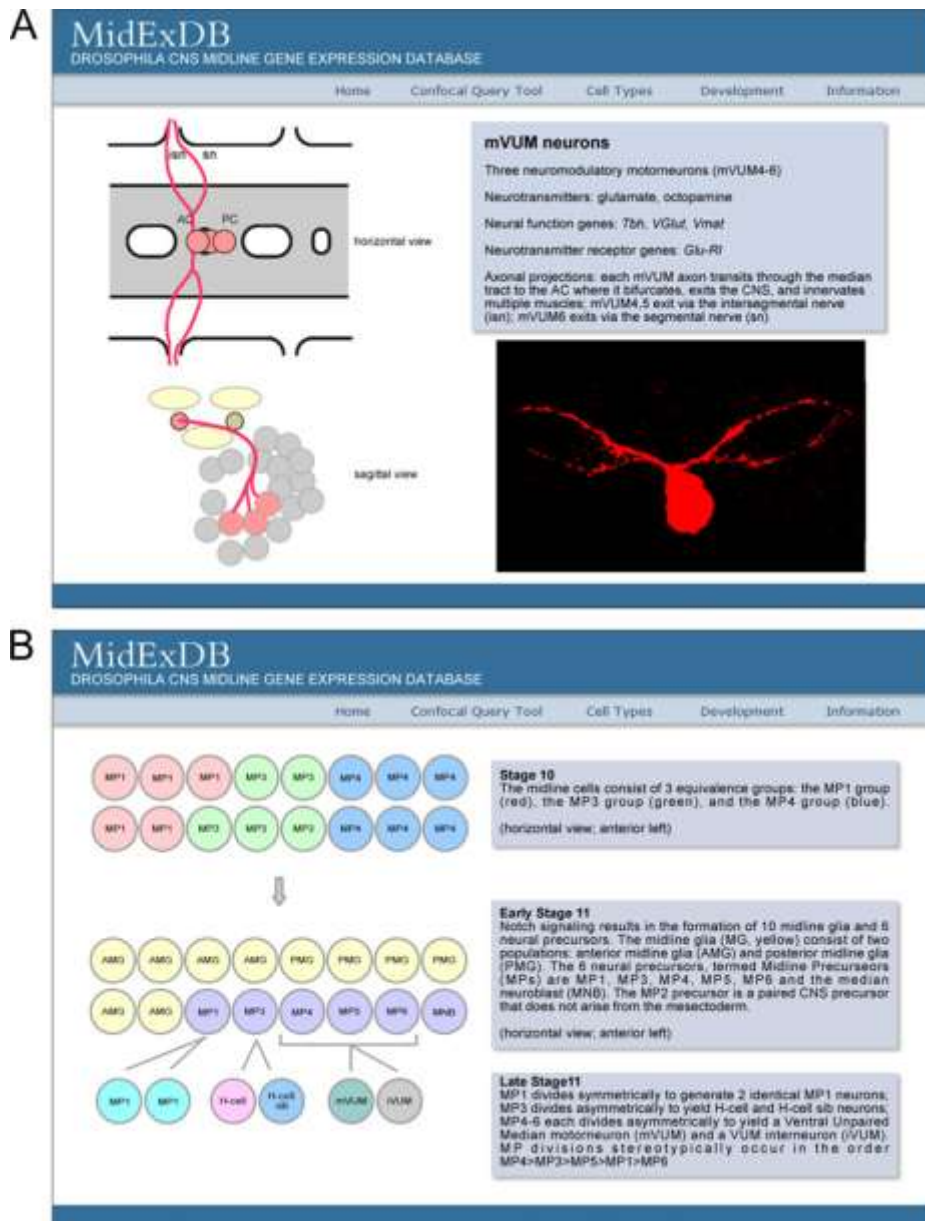 A
MidExDB
DROSOPHILA CNS MIDLINE GENE EXPRESSION DATABASE
Home Confocal Query Tool Cell Types Development Information
isn sn
AC PC
horizontal view
sagittal view
mVUM neurons
Three neuromodulatory motorneurons (mVUM4-6)
Neurotransmitters: glutamate, octopamine
Neural function genes: Tbh, VGlut, Vmat
Neurotransmitter receptor genes: Glu-RI
Axonal projections: each mVUM axon transits through the median
tract to the AC where it bifurcates, exits the CNS, and innervates
multiple muscles; mVUM4,5 exit via the intersegmental nerve
(isn); mVUM6 exits via the segmental nerve (sn)
B
MidExDB
DROSOPHILA CNS MIDLINE GENE EXPRESSION DATABASE
Home Confocal Query Tool Cell Types Development Information
MP1 MP1 MP1 MP3 MP3 MP4 MP4 MP4
MP1 MP1 MP3 MP3 MP3 MP4 MP4 MP4
AMG AMG AMG AMG PMG PMG PMG PMG
AMG AMG MP1 MP3 MP4 MP5 MP6 MNB
MP1 MP1 H-cell H-cell sib mVUM iVUM
Stage 10
The midline cells consist of 3 equivalence groups: the MP1 group
(red), the MP3 group (green), and the MP4 group (blue).
(horizontal view; anterior left)
Early Stage 11
Notch signaling results in the formation of 10 midline glia and 6
neural precursors. The midline glia (MG, yellow) consist of two
populations: anterior midline glia (AMG) and posterior midline glia
(PMG). The 6 neural precursors, termed Midline Precurseors
(MPs) are MP1, MP3, MP4, MP5, MP6 and the median
neuroblast (MNB). The MP2 precursor is a paired CNS precursor
that does not arise from the mesectoderm.
(horizontal view; anterior left)
Late Stage11
MP1 divides symmetrically to generate 2 identical MP1 neurons;
MP3 divides asymmetrically to yield H-cell and H-cell sib neurons;
MP4-6 each divides asymmetrically to yield a Ventral Unpaired
Median motorneuron (mVUM) and a VUM interneuron (iVUM).
MP divisions stereotypically occur in the order
MP4>MP3>MP5>MP1>MP6